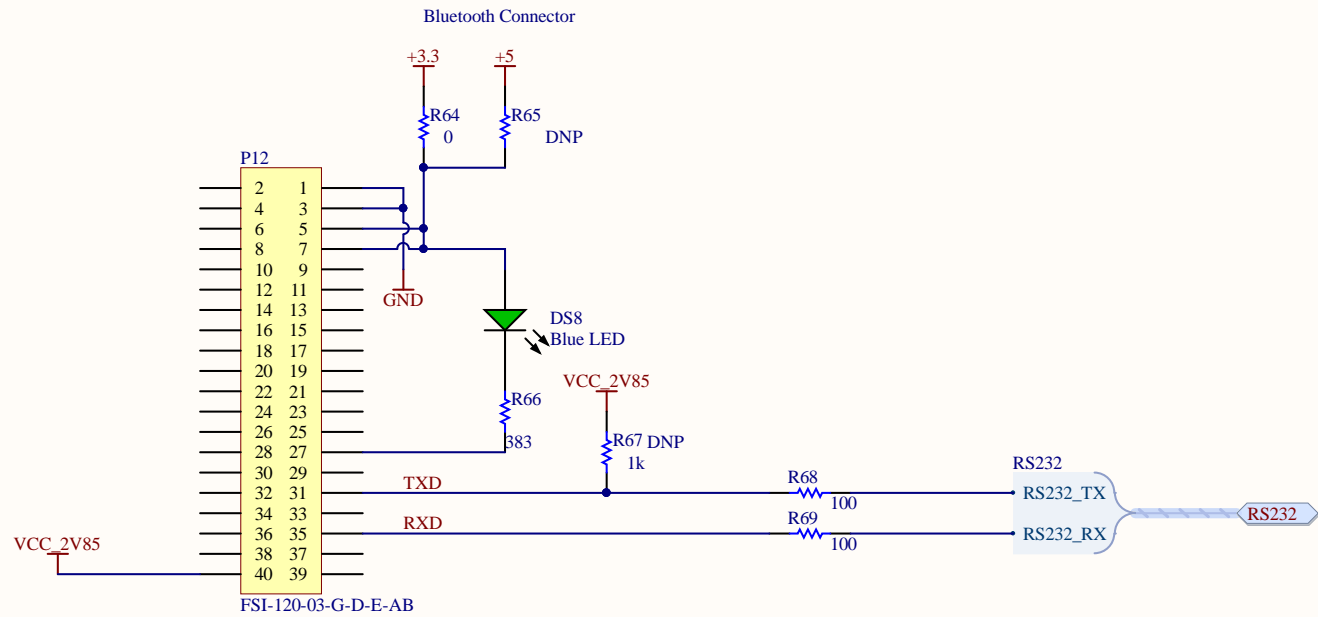 Bluetooth Connector
+3.3 +5
R64 R65
0 DNP
P12
2 1
4 3
6 5
8 7
10 9
12 11
GND
14 13
16 15
DS8
Blue LED
18 17
20 19
VCC_2V85
22 21
R66
24 23
26 25
383
R67 DNP
28 27
1k
30 29
RS232
R68
32 31
TXD
100
RS232_TX
34 33
R69
RS232
36 35
RXD
100
RS232_RX
VCC_2V85
38 37
40 39
FSI-120-03-G-D-E-AB